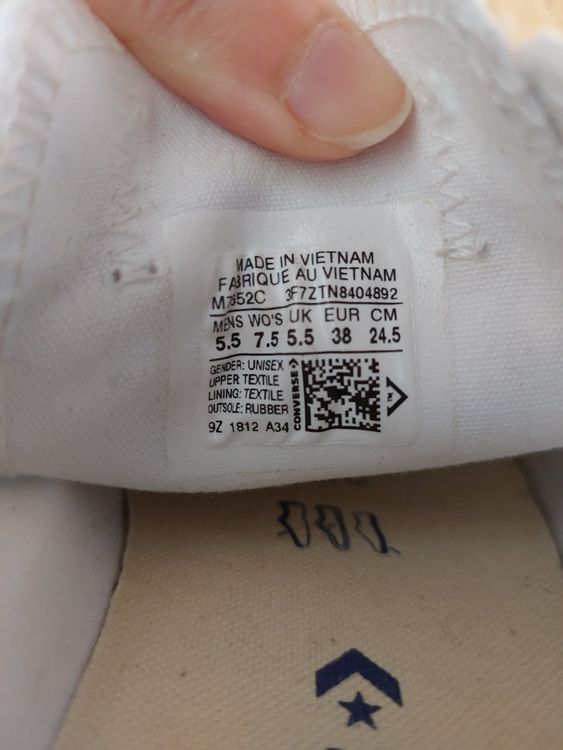 MADE IN VIETNAM
FABRIQUE AU VIETNAM
M7652C 3F7ZTN8404892
MENS WO'S UK EUR CM
5.5 7.5 5.5 38 24.5
GENDER: UNISEX
UPPER TEXTILE
LINING: TEXTILE
OUTSOLE: RUBBER
9Z 1812 A34
CONVERSE
TM